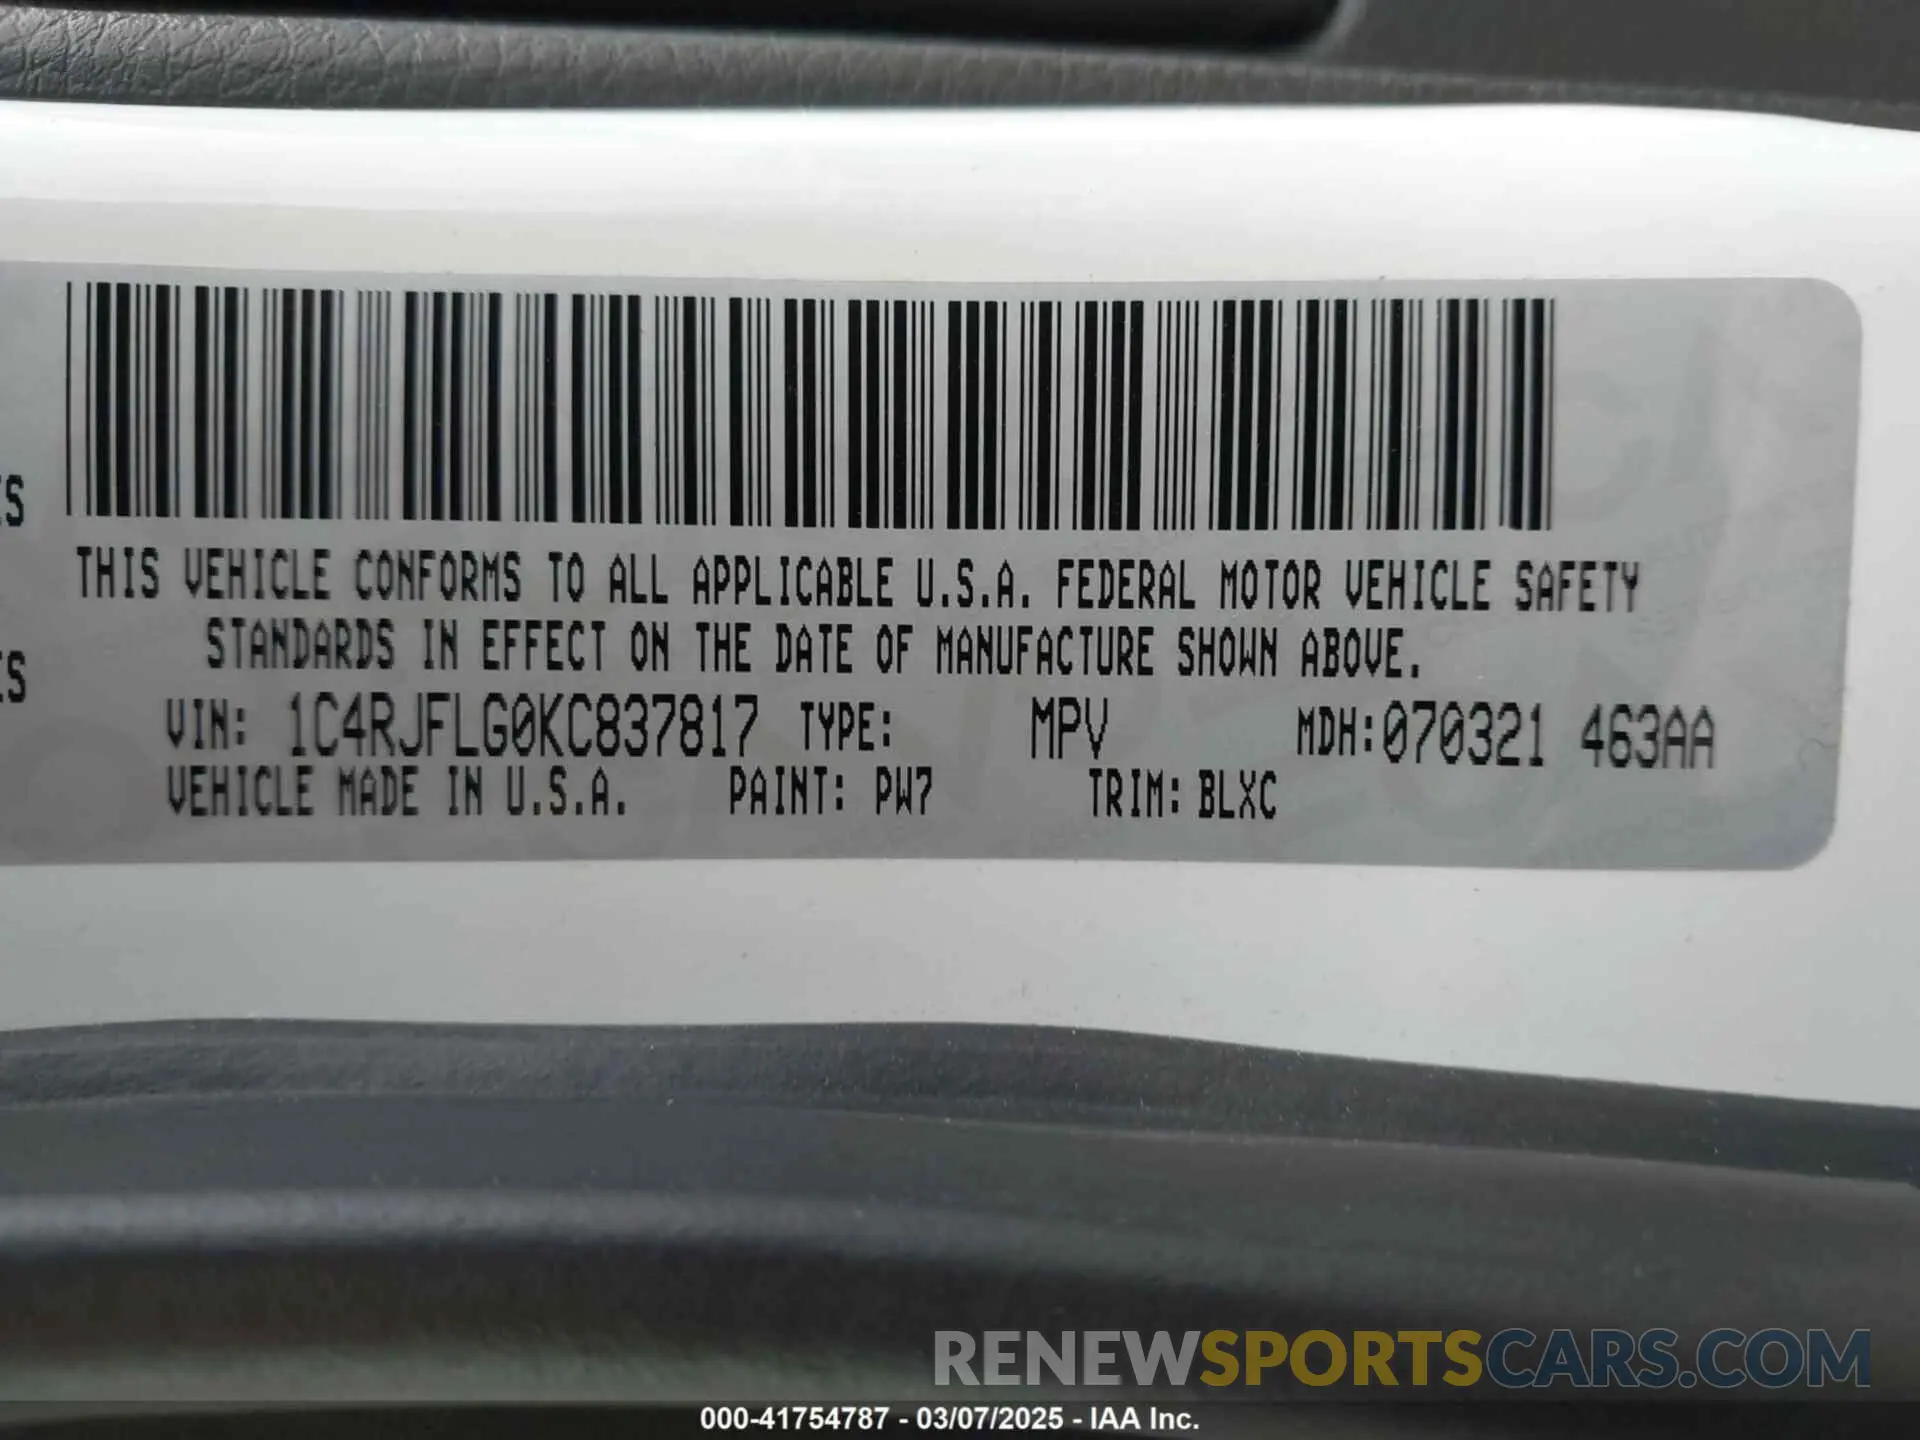 ES
THIS VEHICLE CONFORMS TO ALL APPLICABLE U.S.A. FEDERAL MOTOR VEHICLE SAFETY
STANDARDS IN EFFECT ON THE DATE OF MANUFACTURE SHOWN ABOVE.
ES
VIN: 1C4RJFLG0KC837817 TYPE: MPV MDH:070321 463AA
VEHICLE MADE IN U.S.A. PAINT: PW7 TRIM: BLXC
RENEWSPORTSCARS.COM
000-41754787 - 03/07/2025 - IAA Inc.